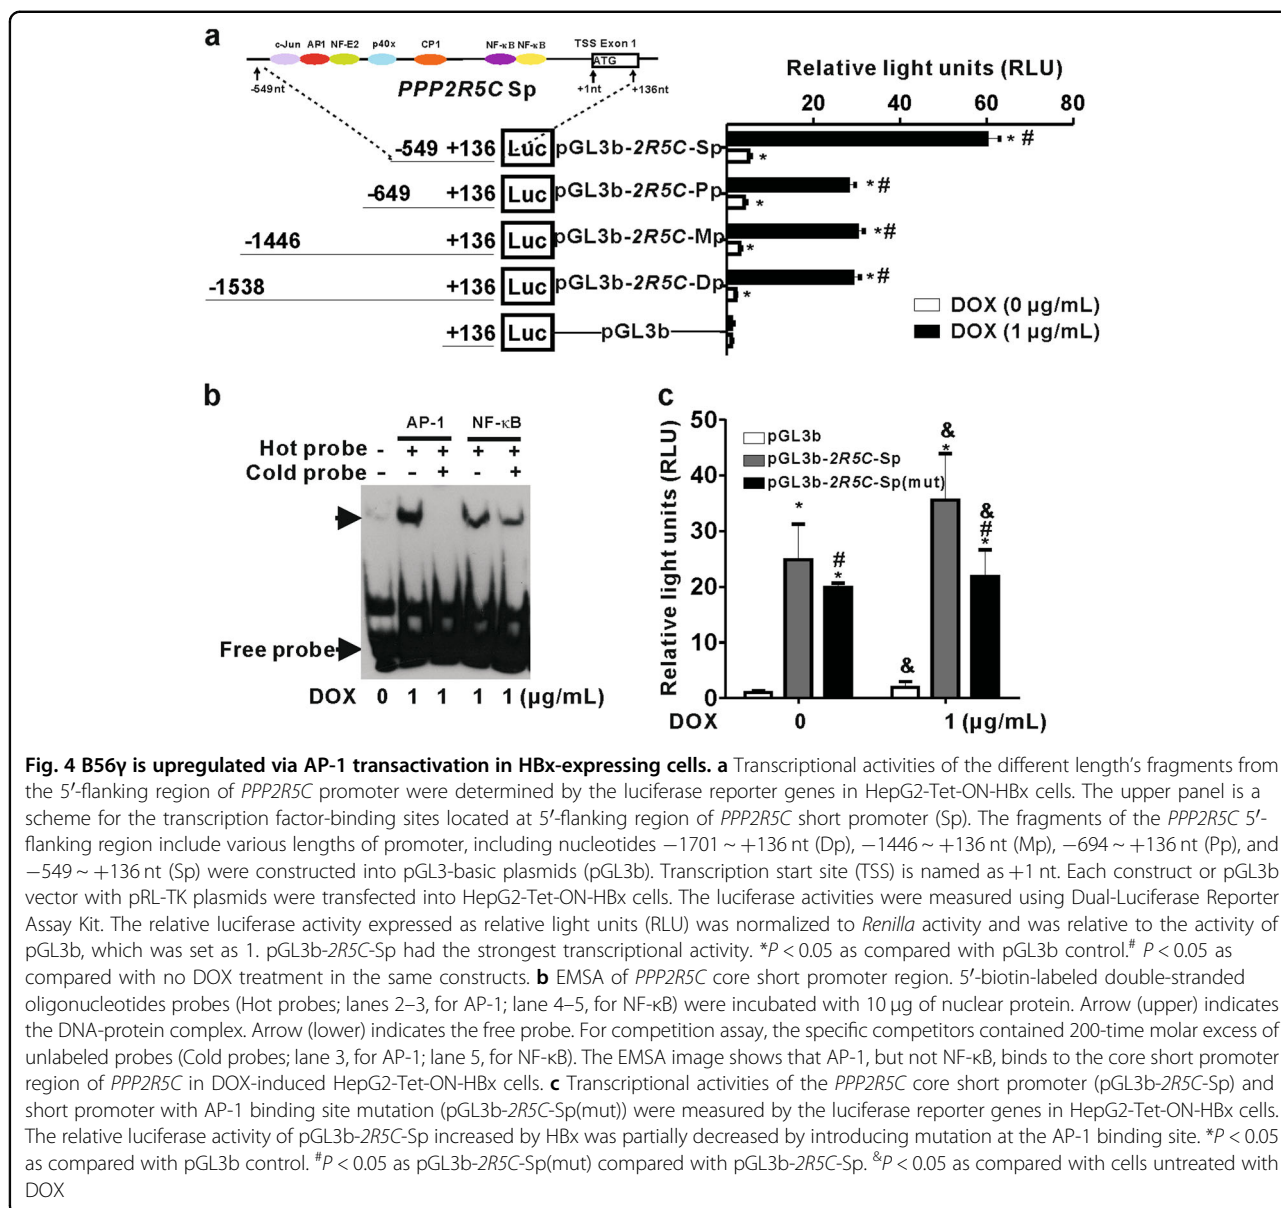 a
c-Jun AP1 NF-E2 p40x CP1 NF-κB NF-κB TSS Exon 1
ATG
-549nt PPP2R5C Sp +1nt +136nt
Relative light units (RLU)
20 40 60 80
-549 +136 Luc pGL3b-2R5C-Sp * #
*
-649 +136 Luc pGL3b-2R5C-Pp *#
*
-1446 +136 Luc pGL3b-2R5C-Mp *#
*
-1538 +136 Luc pGL3b-2R5C-Dp *#
*
+136 Luc pGL3b
DOX (0 µg/mL)
DOX (1 µg/mL)
b
AP-1 NF-κB
Hot probe - + + + +
Cold probe - - + - +
Free probe
DOX 0 1 1 1 1 (µg/mL)
c
Relative light units (RLU)
50
40
30
20
10
0
pGL3b
pGL3b-2R5C-Sp
pGL3b-2R5C-Sp(mut)
*
#
*
&
&
*
&
#
*
DOX 0 1 (µg/mL)
Fig. 4 B56γ is upregulated via AP-1 transactivation in HBx-expressing cells. a Transcriptional activities of the different length's fragments from
the 5′-flanking region of PPP2R5C promoter were determined by the luciferase reporter genes in HepG2-Tet-ON-HBx cells. The upper panel is a
scheme for the transcription factor-binding sites located at 5′-flanking region of PPP2R5C short promoter (Sp). The fragments of the PPP2R5C 5′-
flanking region include various lengths of promoter, including nucleotides −1701 ~ +136 nt (Dp), −1446 ~ +136 nt (Mp), −694 ~ +136 nt (Pp), and
−549 ~ +136 nt (Sp) were constructed into pGL3-basic plasmids (pGL3b). Transcription start site (TSS) is named as +1 nt. Each construct or pGL3b
vector with pRL-TK plasmids were transfected into HepG2-Tet-ON-HBx cells. The luciferase activities were measured using Dual-Luciferase Reporter
Assay Kit. The relative luciferase activity expressed as relative light units (RLU) was normalized to Renilla activity and was relative to the activity of
pGL3b, which was set as 1. pGL3b-2R5C-Sp had the strongest transcriptional activity. *P < 0.05 as compared with pGL3b control.# P < 0.05 as
compared with no DOX treatment in the same constructs. b EMSA of PPP2R5C core short promoter region. 5′-biotin-labeled double-stranded
oligonucleotides probes (Hot probes; lanes 2–3, for AP-1; lane 4–5, for NF-κB) were incubated with 10 μg of nuclear protein. Arrow (upper) indicates
the DNA-protein complex. Arrow (lower) indicates the free probe. For competition assay, the specific competitors contained 200-time molar excess of
unlabeled probes (Cold probes; lane 3, for AP-1; lane 5, for NF-κB). The EMSA image shows that AP-1, but not NF-κB, binds to the core short promoter
region of PPP2R5C in DOX-induced HepG2-Tet-ON-HBx cells. c Transcriptional activities of the PPP2R5C core short promoter (pGL3b-2R5C-Sp) and
short promoter with AP-1 binding site mutation (pGL3b-2R5C-Sp(mut)) were measured by the luciferase reporter genes in HepG2-Tet-ON-HBx cells.
The relative luciferase activity of pGL3b-2R5C-Sp increased by HBx was partially decreased by introducing mutation at the AP-1 binding site. *P < 0.05
as compared with pGL3b control. #P < 0.05 as pGL3b-2R5C-Sp(mut) compared with pGL3b-2R5C-Sp. &P < 0.05 as compared with cells untreated with
DOX